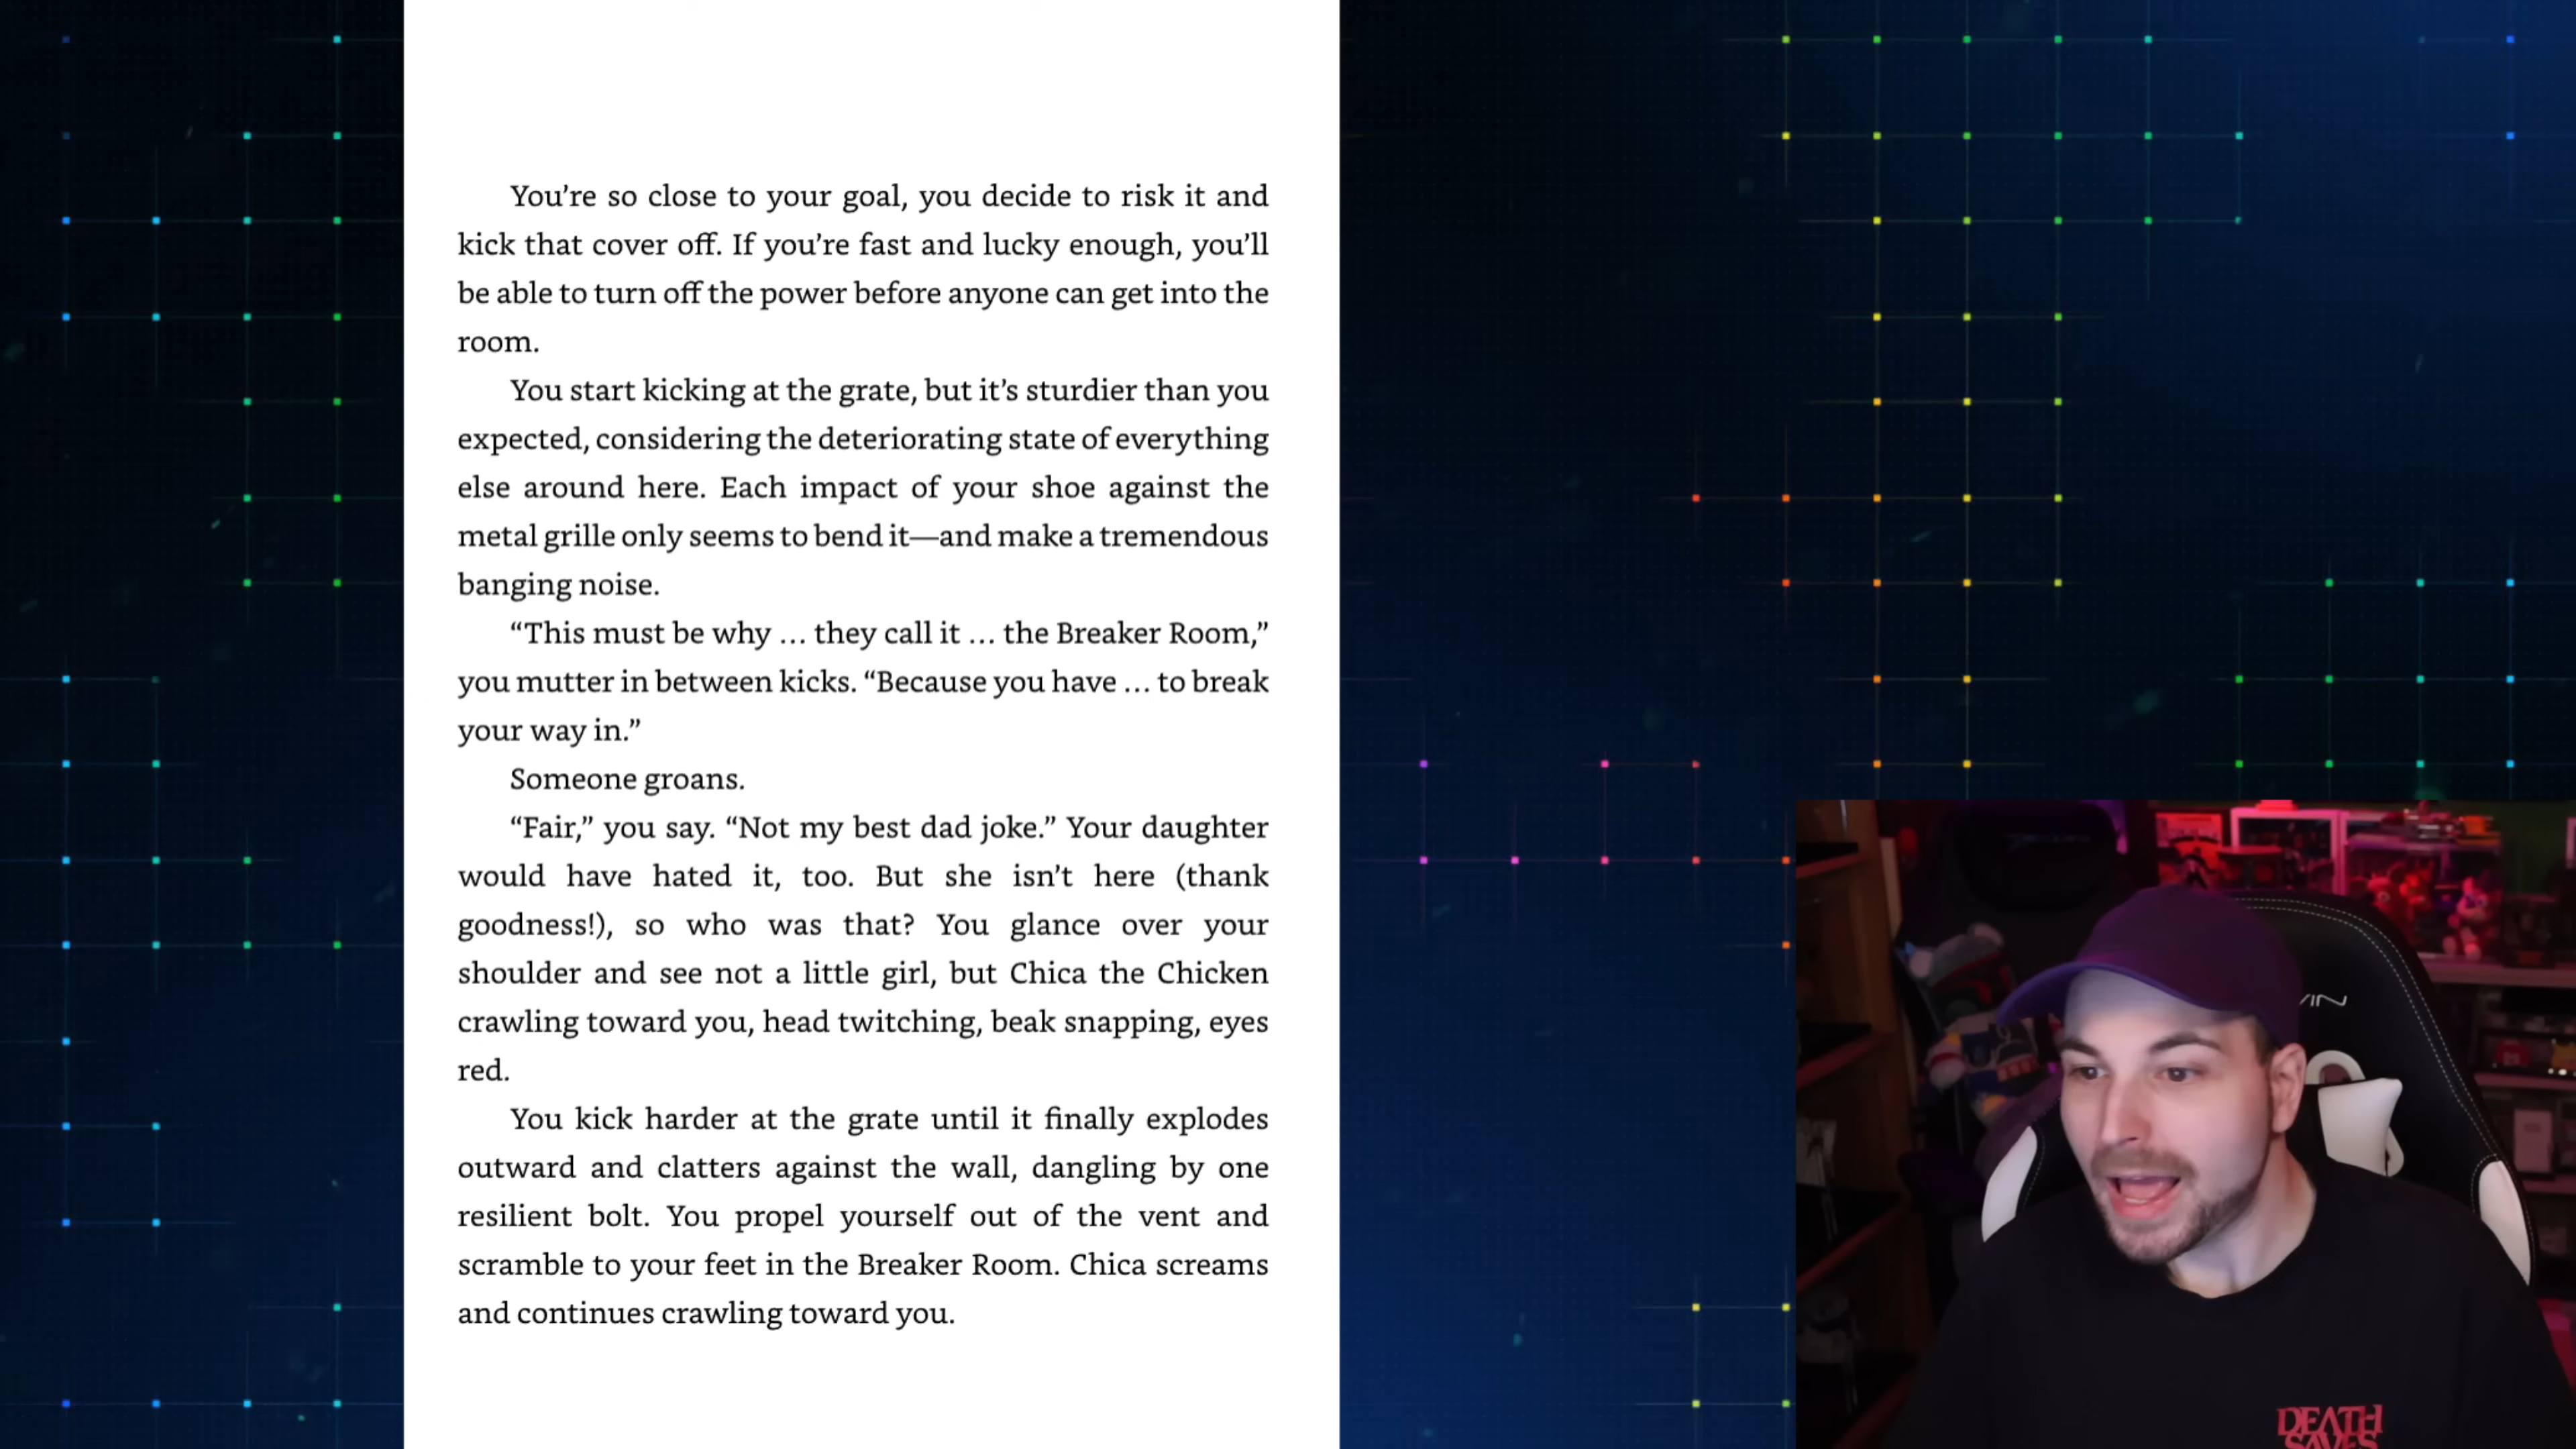 You’re so close to your goal, you decide to risk it and
kick that cover off. If you’re fast and lucky enough, you’ll
be able to turn off the power before anyone can get into the
room.
You start kicking at the grate, but it’s sturdier than you
expected, considering the deteriorating state of everything
else around here. Each impact of your shoe against the
metal grille only seems to bend it—and make a tremendous
banging noise.
“This must be why … they call it … the Breaker Room,”
you mutter in between kicks. “Because you have … to break
your way in.”
Someone groans.
“Fair,” you say. “Not my best dad joke.” Your daughter
would have hated it, too. But she isn’t here (thank
goodness!), so who was that? You glance over your
shoulder and see not a little girl, but Chica the Chicken
crawling toward you, head twitching, beak snapping, eyes
red.
You kick harder at the grate until it finally explodes
outward and clatters against the wall, dangling by one
resilient bolt. You propel yourself out of the vent and
scramble to your feet in the Breaker Room. Chica screams
and continues crawling toward you.
DEATH
SAVES